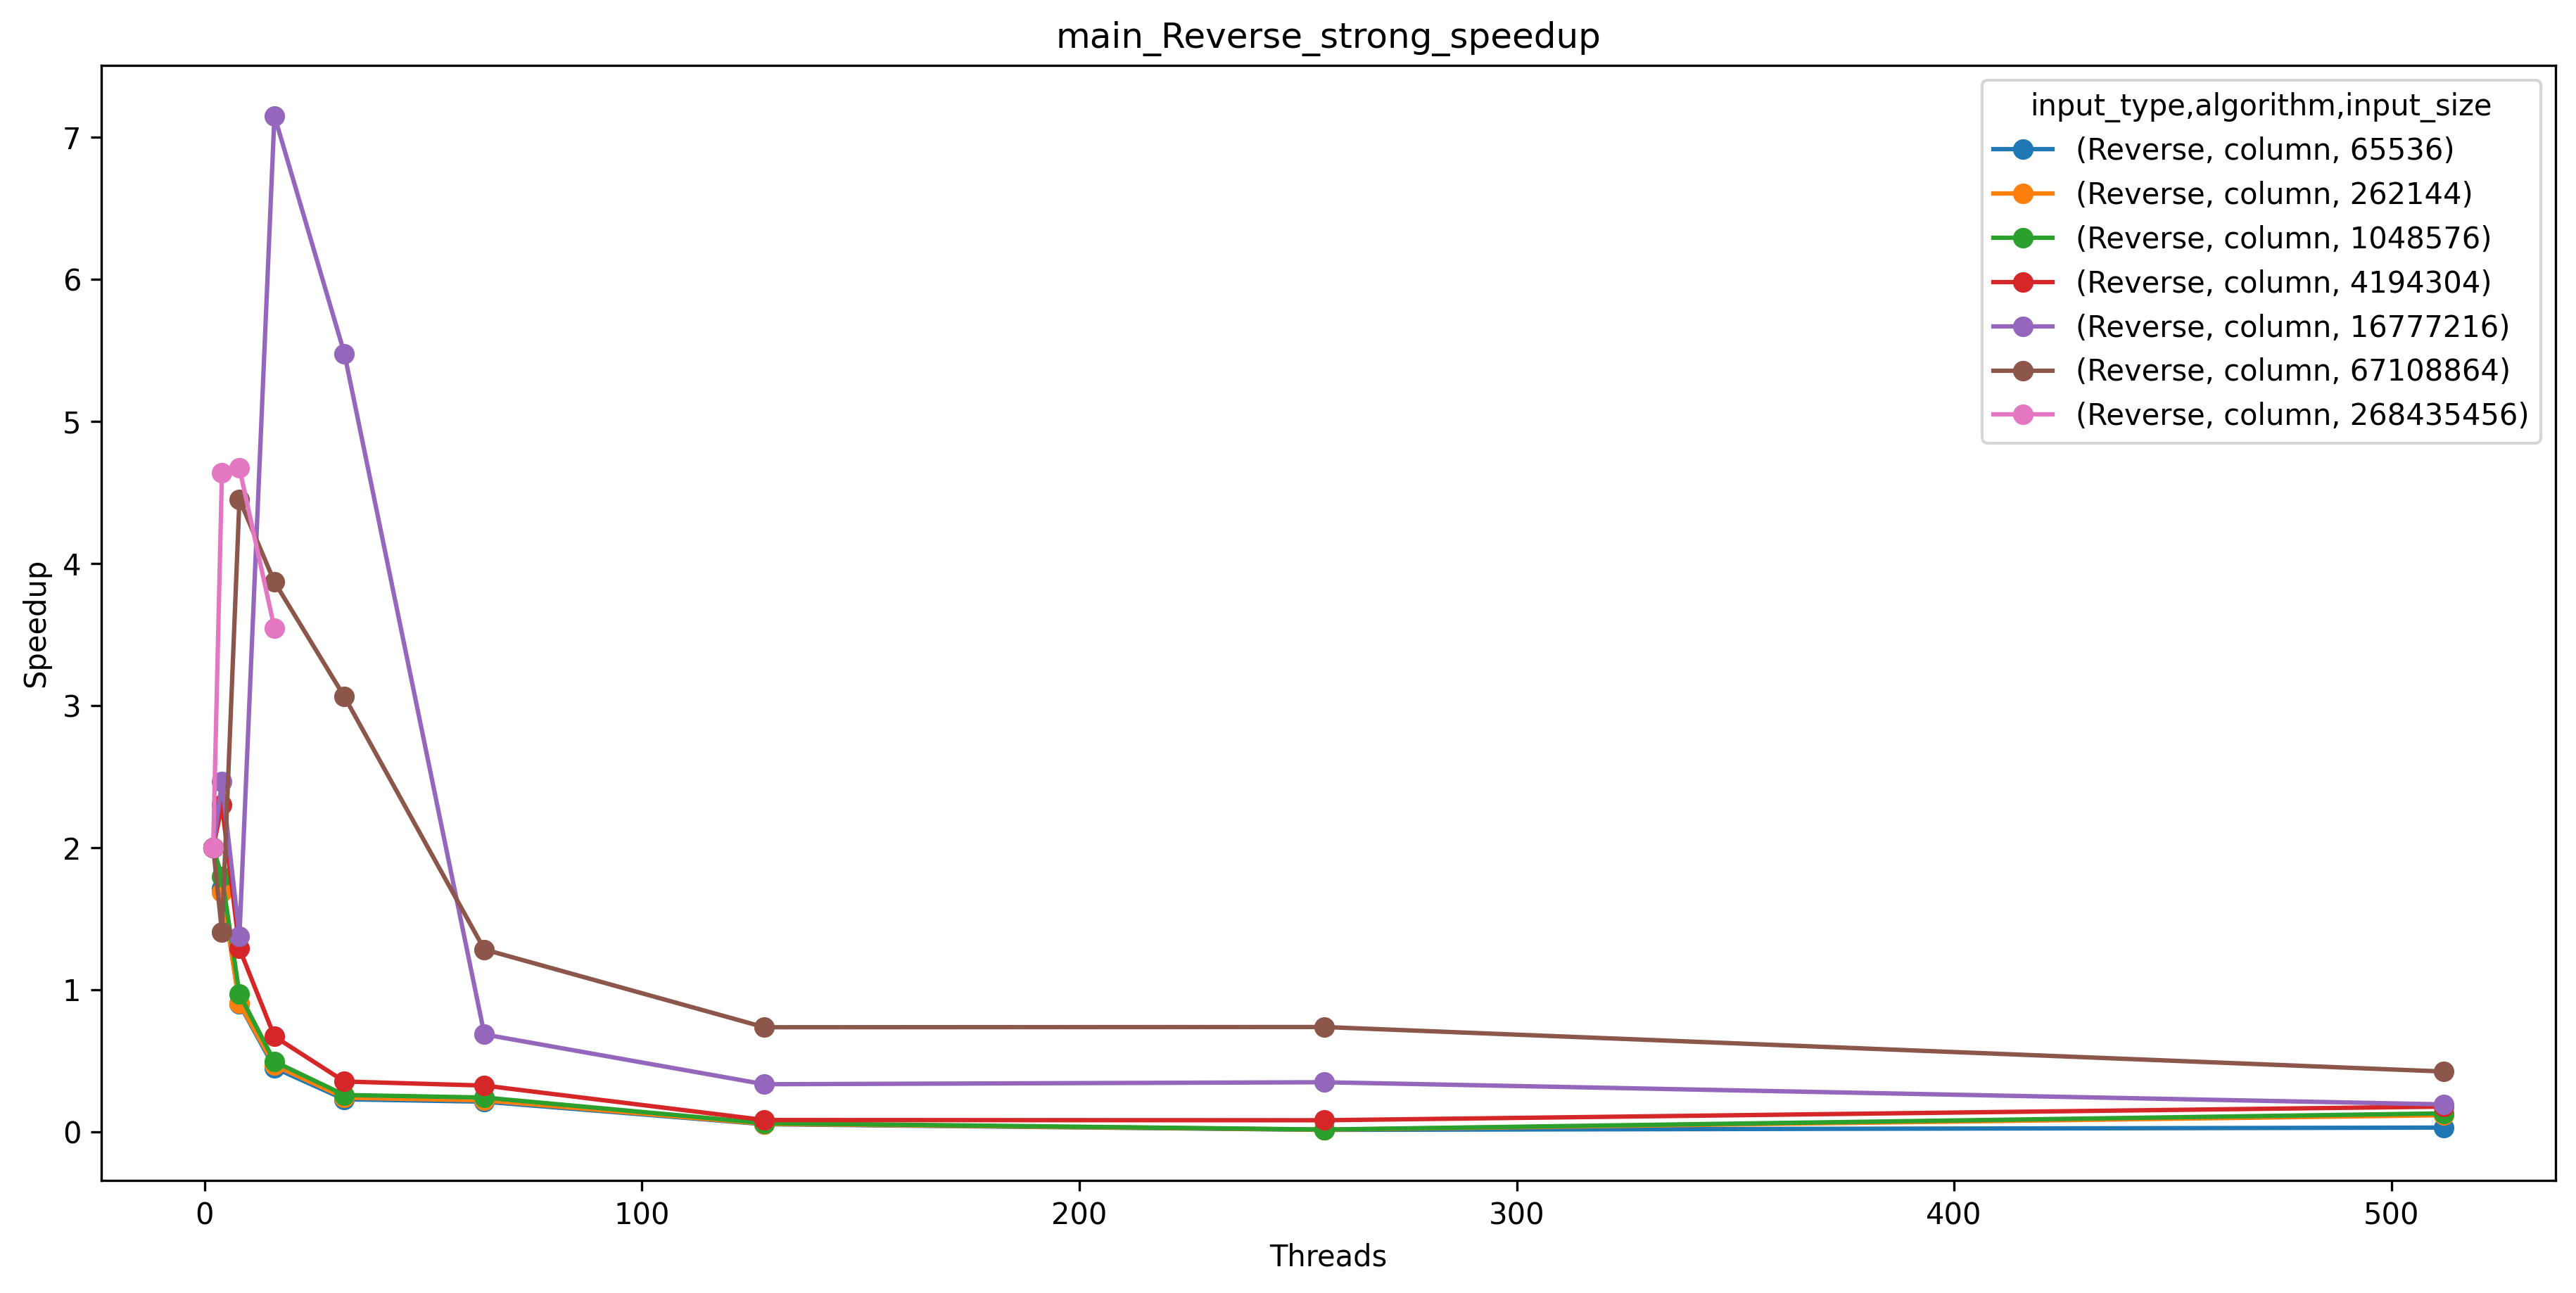 main_Reverse_strong_speedup
input_type,algorithm,input_size
(Reverse, column, 65536)
(Reverse, column, 262144)
(Reverse, column, 1048576)
(Reverse, column, 4194304)
(Reverse, column, 16777216)
(Reverse, column, 67108864)
(Reverse, column, 268435456)
Speedup
7
6
5
4
3
2
1
0
0 100 200 300 400 500
Threads